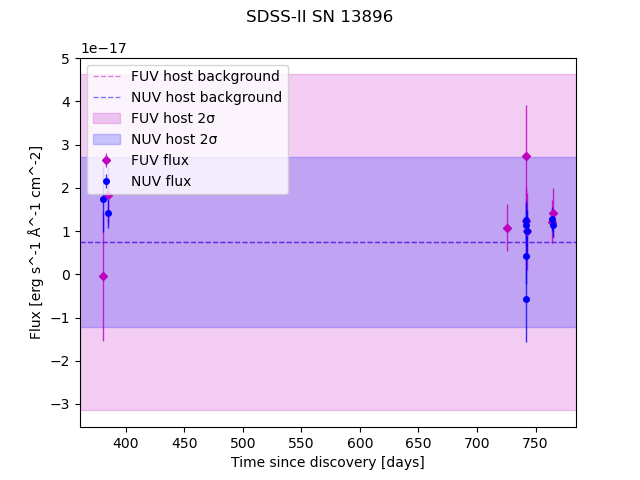 SDSS-II SN 13896
1e−17
5
4
3
2
1
0
−1
−2
−3
Flux [erg s^-1 Å^-1 cm^-2]
FUV host background
NUV host background
FUV host 2σ
NUV host 2σ
FUV flux
NUV flux
400 450 500 550 600 650 700 750
Time since discovery [days]